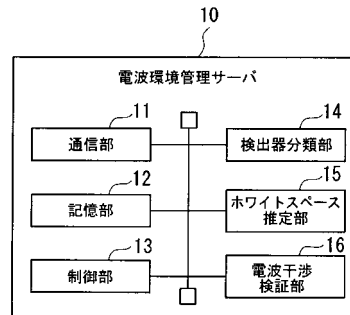 10
電波環境管理サーバ
11
通信部
14
検出器分類部
12
記憶部
15
ホワイトスペース
推定部
13
制御部
16
電波干渉
検証部